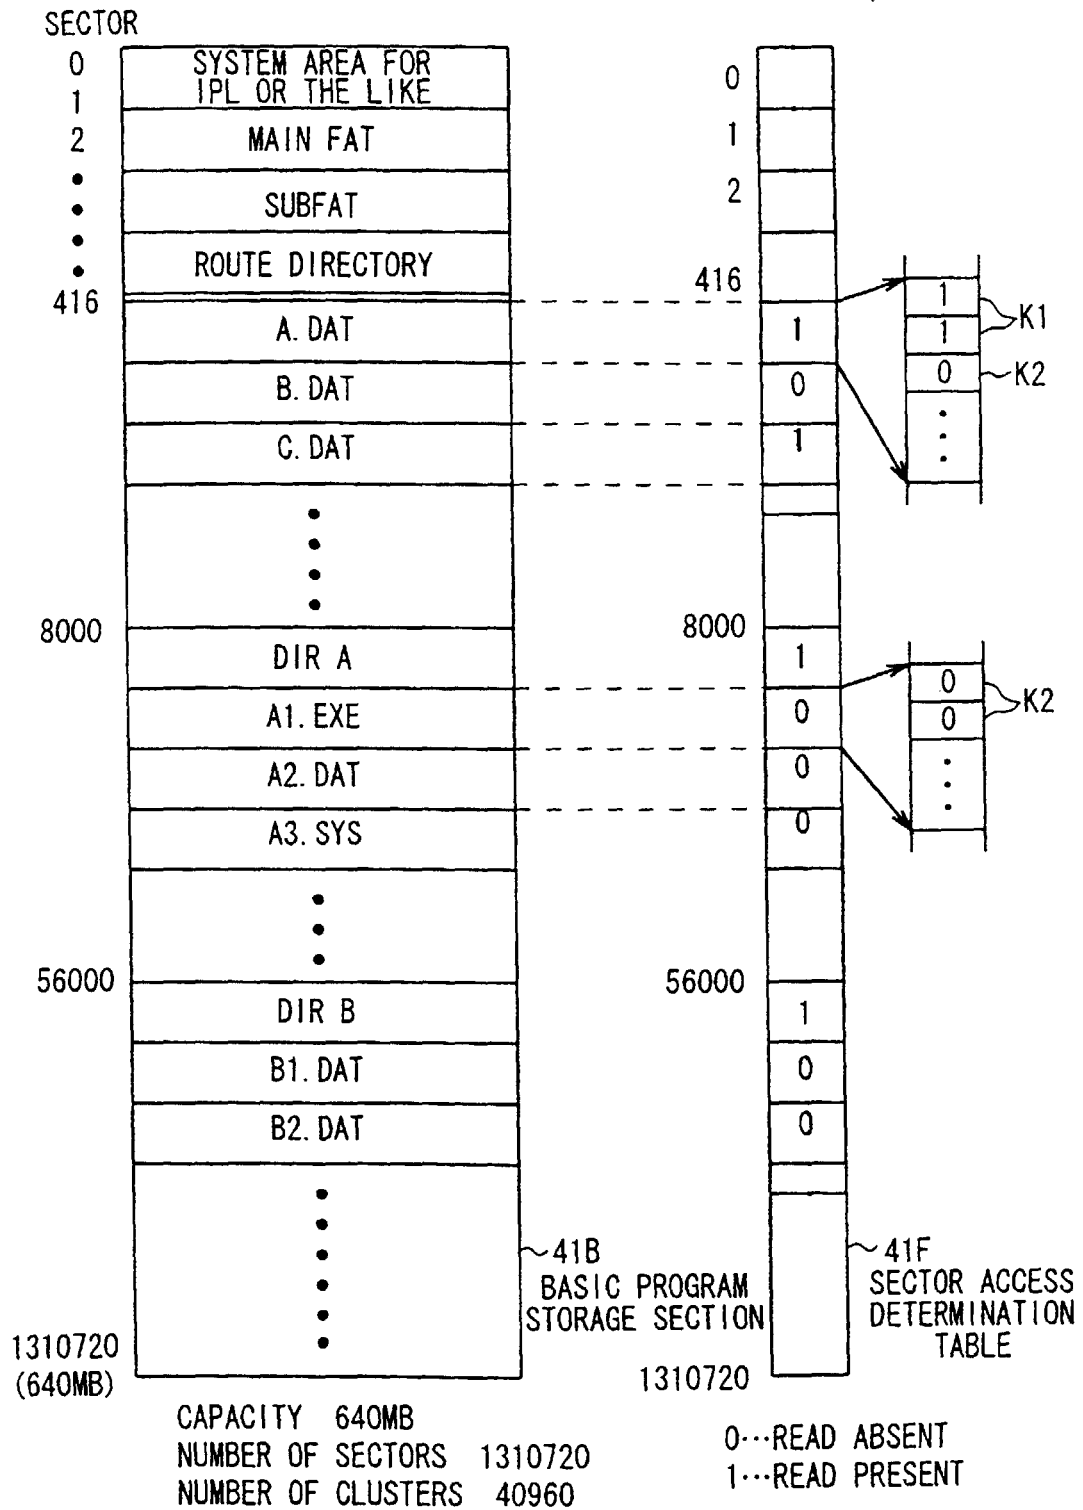 SECTOR
0
1
2
416
8000
56000
1310720
(640MB)
SYSTEM AREA FOR
IPL OR THE LIKE
MAIN FAT
SUBFAT
ROUTE DIRECTORY
A. DAT
B. DAT
C. DAT
DIR A
A1. EXE
A2. DAT
A3. SYS
DIR B
B1. DAT
B2. DAT
41B
BASIC PROGRAM
STORAGE SECTION
CAPACITY 640MB
NUMBER OF SECTORS 1310720
NUMBER OF CLUSTERS 40960
0
1
2
416
8000
56000
1310720
1
0
1
1
0
0
0
1
0
0
1
1
0
K1
K2
0
0
K2
41F
SECTOR ACCESS
DETERMINATION
TABLE
0···READ ABSENT
1···READ PRESENT